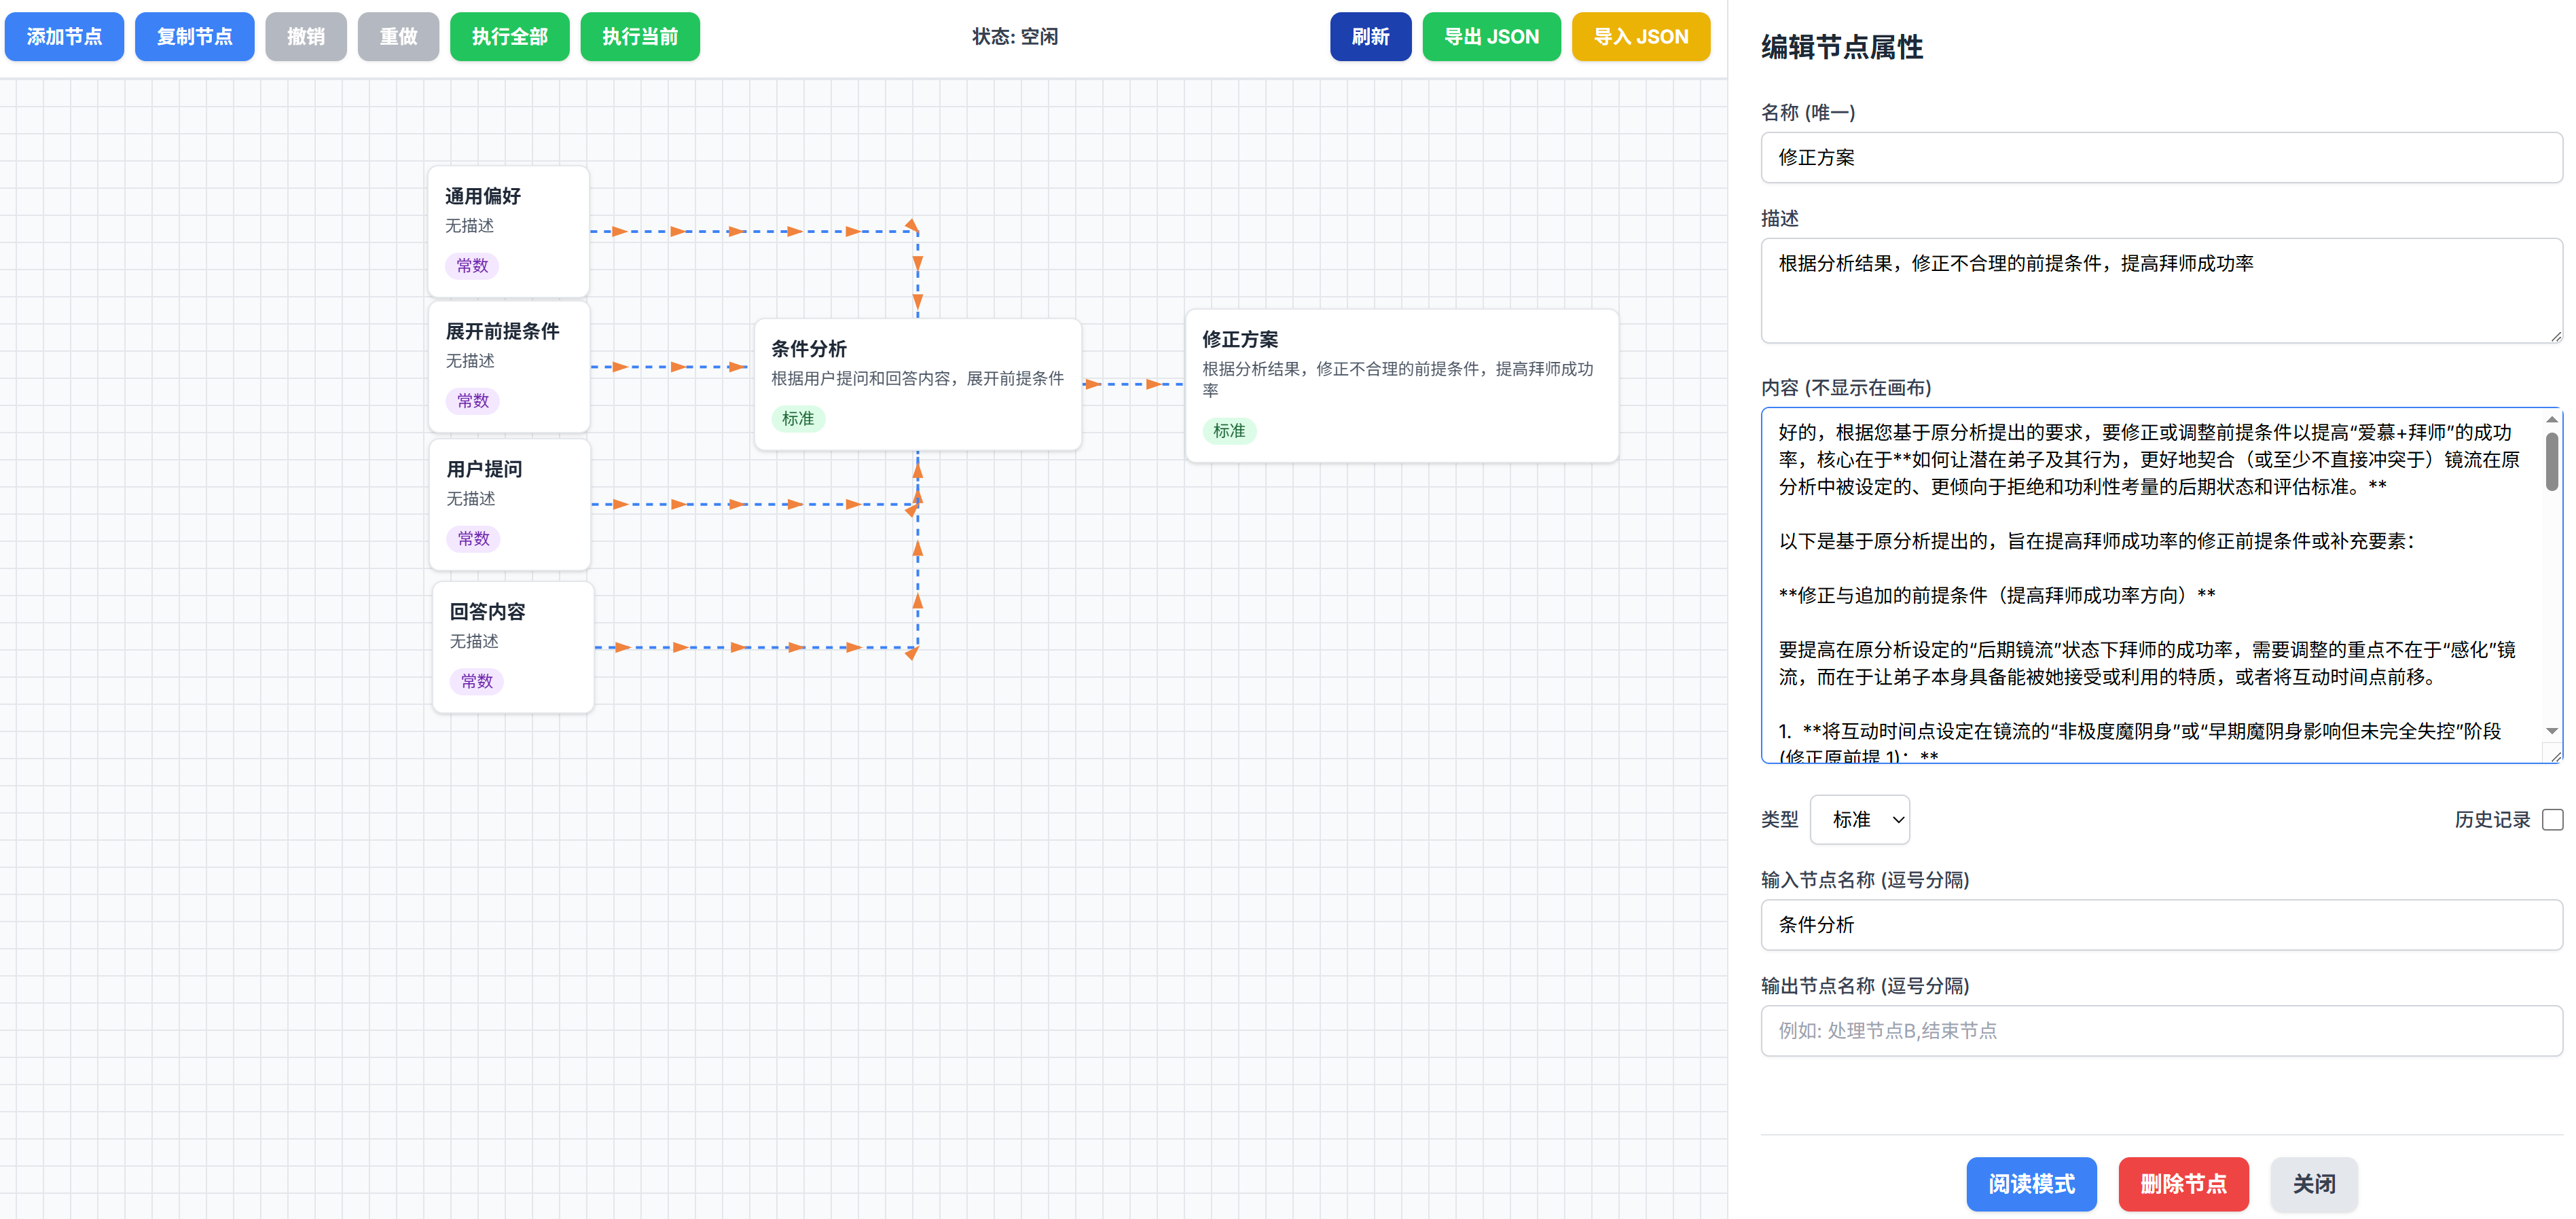 添加节点
复制节点
撤销
重做
执行全部
执行当前
状态: 空闲
刷新
导出 JSON
导入 JSON
通用偏好
无描述
常数
展开前提条件
无描述
常数
用户提问
无描述
常数
回答内容
无描述
常数
条件分析
根据用户提问和回答内容，展开前提条件
标准
修正方案
根据分析结果，修正不合理的前提条件，提高拜师成功
率
标准
编辑节点属性
名称 (唯一)
修正方案
描述
根据分析结果，修正不合理的前提条件，提高拜师成功率
内容 (不显示在画布)
好的，根据您基于原分析提出的要求，要修正或调整前提条件以提高“爱慕+拜师”的成功
率，核心在于**如何让潜在弟子及其行为，更好地契合（或至少不直接冲突于）镜流在原
分析中被设定的、更倾向于拒绝和功利性考量的后期状态和评估标准。**
以下是基于原分析提出的，旨在提高拜师成功率的修正前提条件或补充要素：
**修正与追加的前提条件（提高拜师成功率方向）**
要提高在原分析设定的“后期镜流”状态下拜师的成功率，需要调整的重点不在于“感化”镜
流，而在于让弟子本身具备能被她接受或利用的特质，或者将互动时间点前移。
1.  **将互动时间点设定在镜流的“非极度魔阴身”或“早期魔阴身影响但未完全失控”阶段
(修正原前提 1)：**
类型
标准
历史记录
输入节点名称 (逗号分隔)
条件分析
输出节点名称 (逗号分隔)
例如: 处理节点B,结束节点
阅读模式
删除节点
关闭